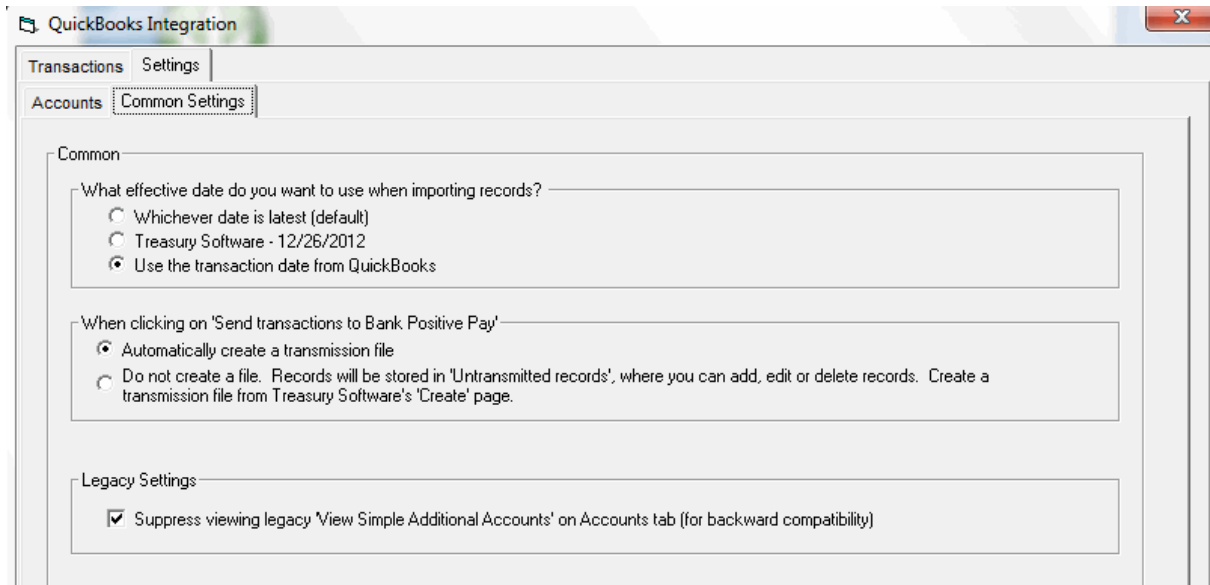 QuickBooks Integration
Transactions Settings
Accounts Common Settings
Common
What effective date do you want to use when importing records?
Whichever date is latest (default)
Treasury Software - 12/26/2012
Use the transaction date from QuickBooks
When clicking on 'Send transactions to Bank Positive Pay'
Automatically create a transmission file
Do not create a file. Records will be stored in 'Untransmitted records', where you can add, edit or delete records. Create a
transmission file from Treasury Software's 'Create' page.
Legacy Settings
Suppress viewing legacy 'View Simple Additional Accounts' on Accounts tab (for backward compatibility)